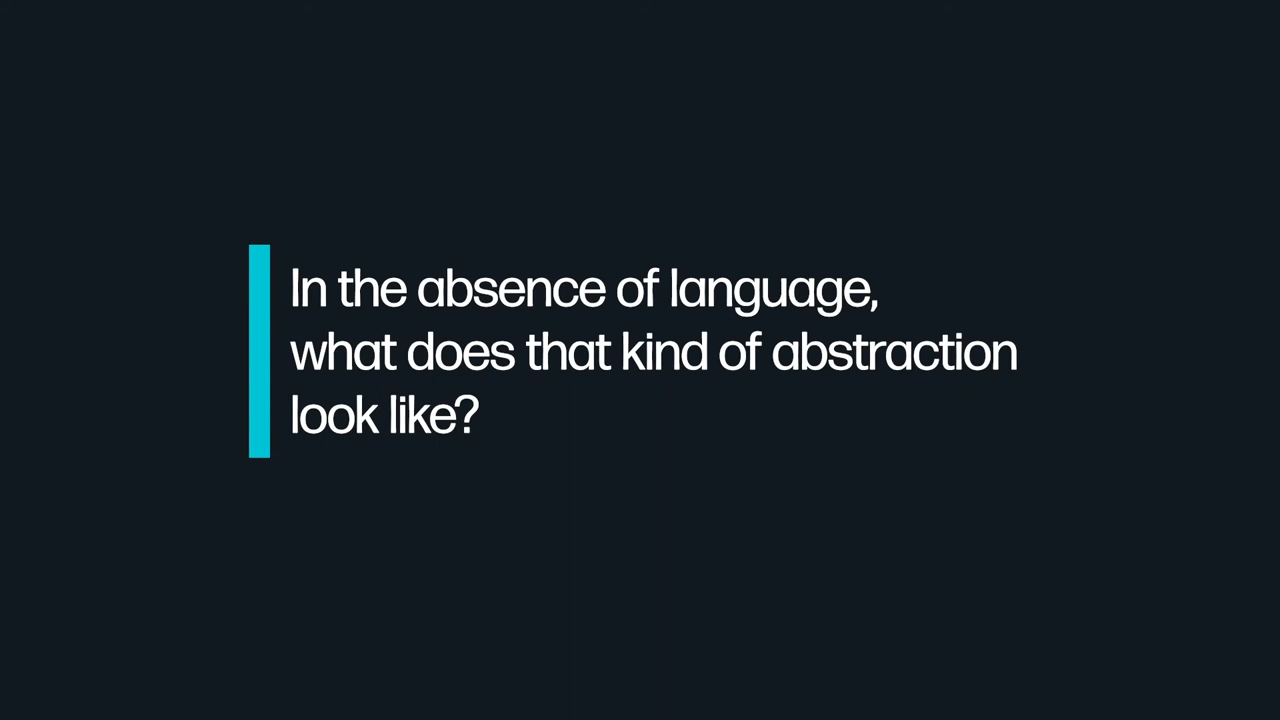 In the absence of language,
what does that kind of abstraction
look like?